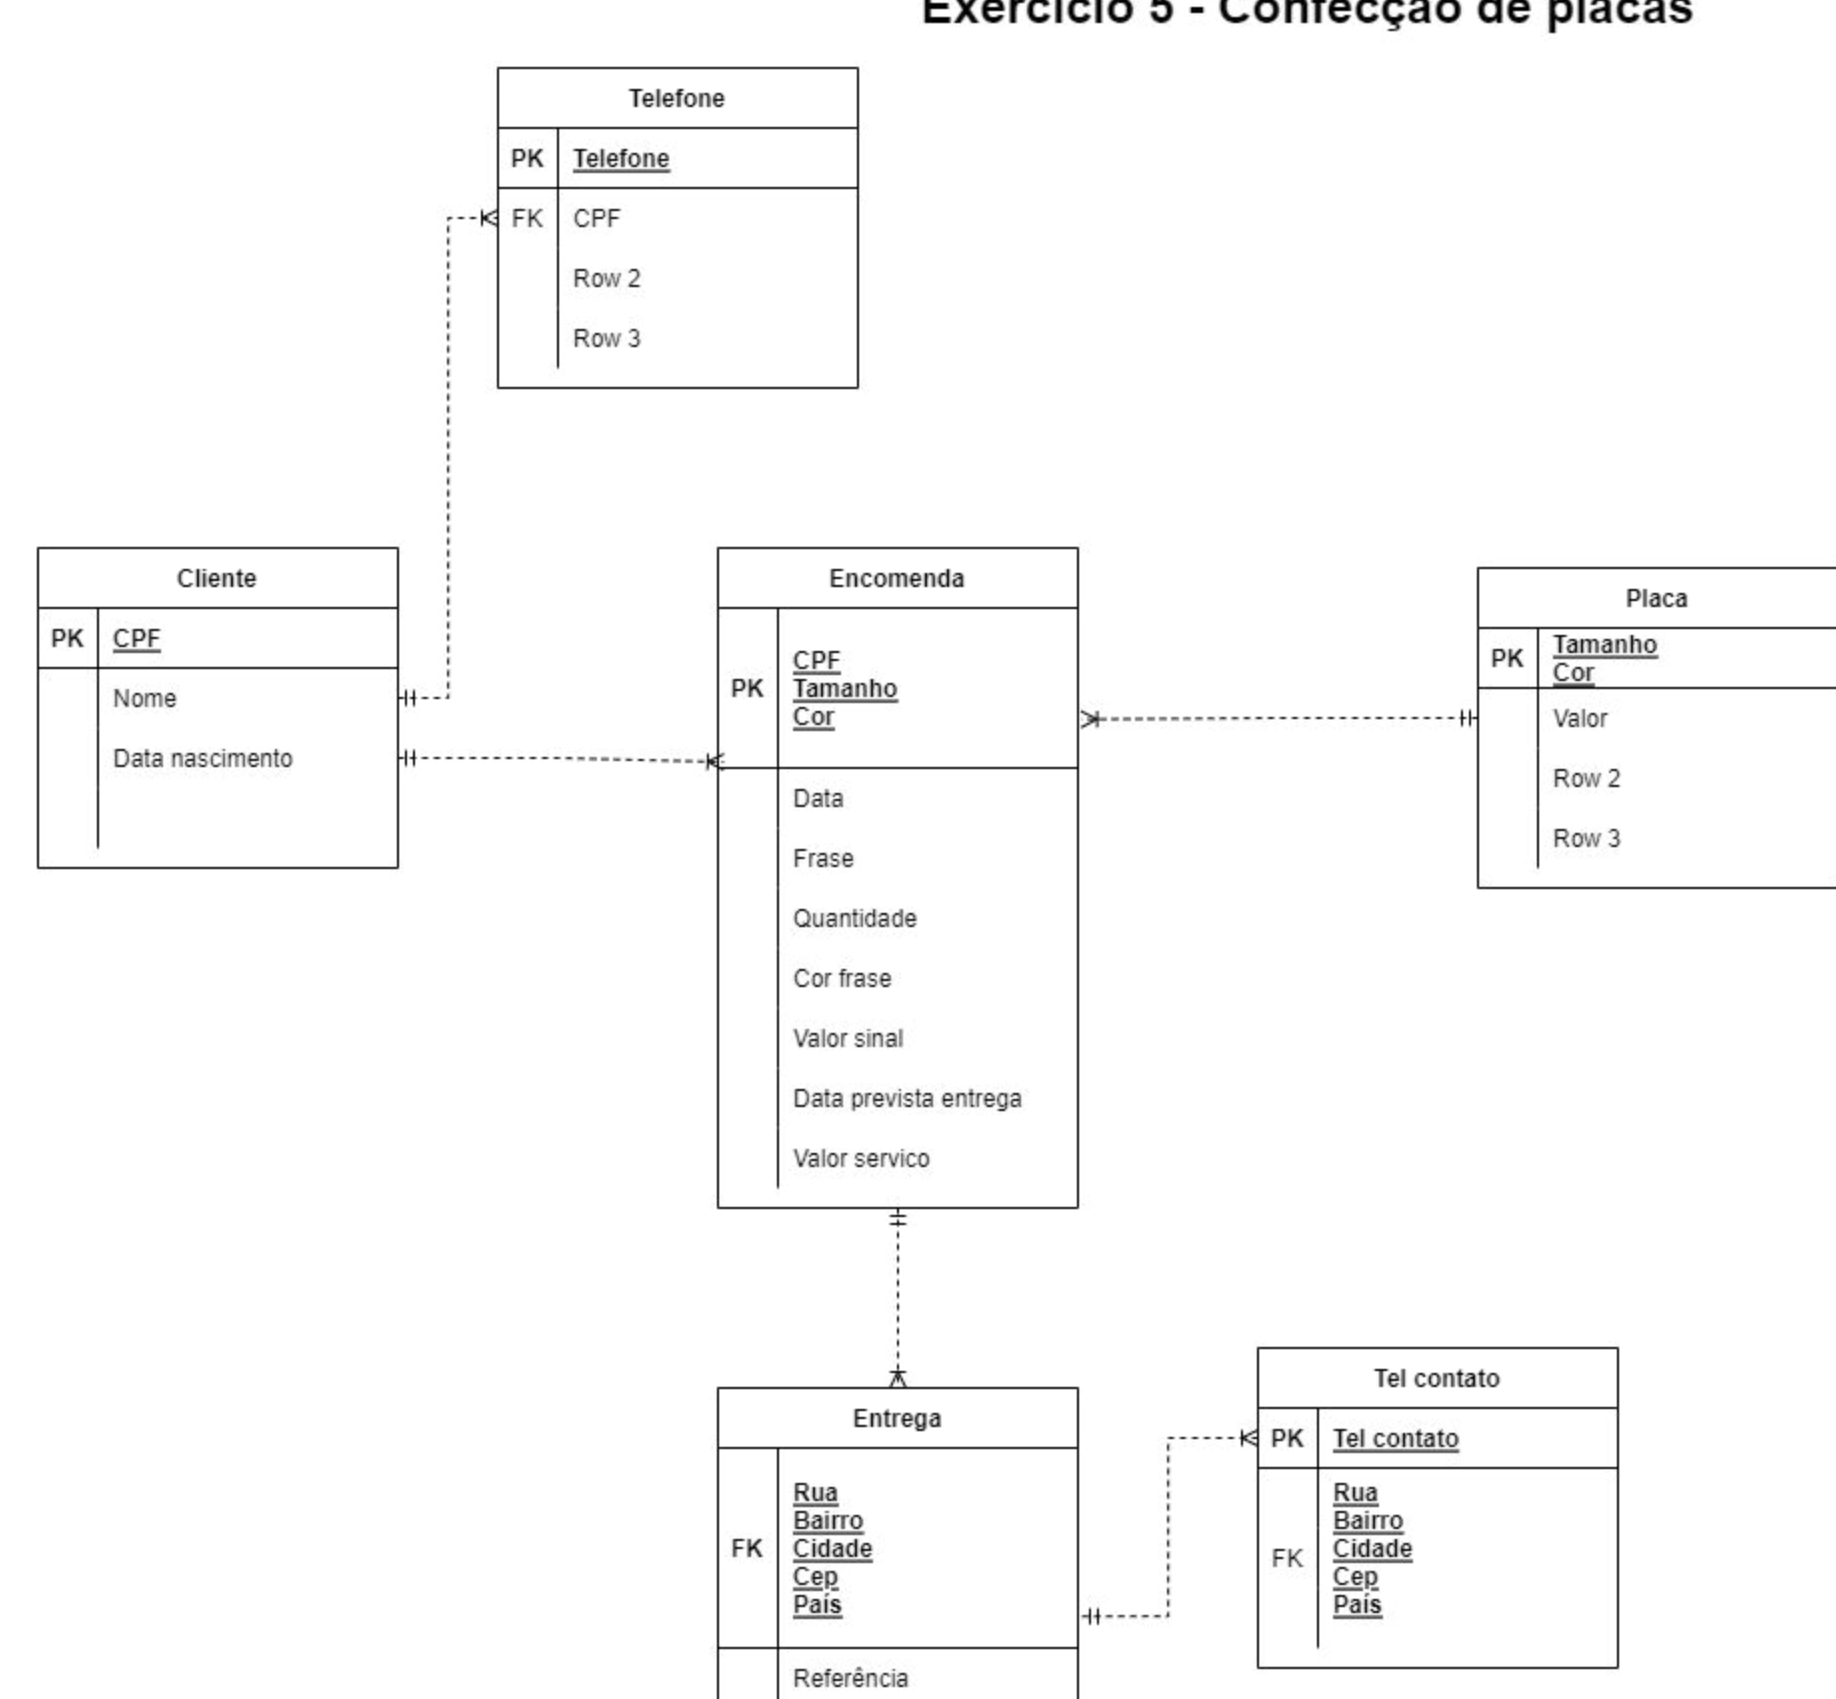 Exercício 5 - Confecção de placas
Telefone
PK Telefone
FK CPF
Row 2
Row 3
Cliente
PK CPF
Nome
Data nascimento
Encomenda
PK CPF
Tamanho
Cor
Data
Frase
Quantidade
Cor frase
Valor sinal
Data prevista entrega
Valor servico
Placa
PK Tamanho
Cor
Valor
Row 2
Row 3
Entrega
FK Rua
Bairro
Cidade
Cep
País
Referência
Tel contato
PK Tel contato
FK Rua
Bairro
Cidade
Cep
País